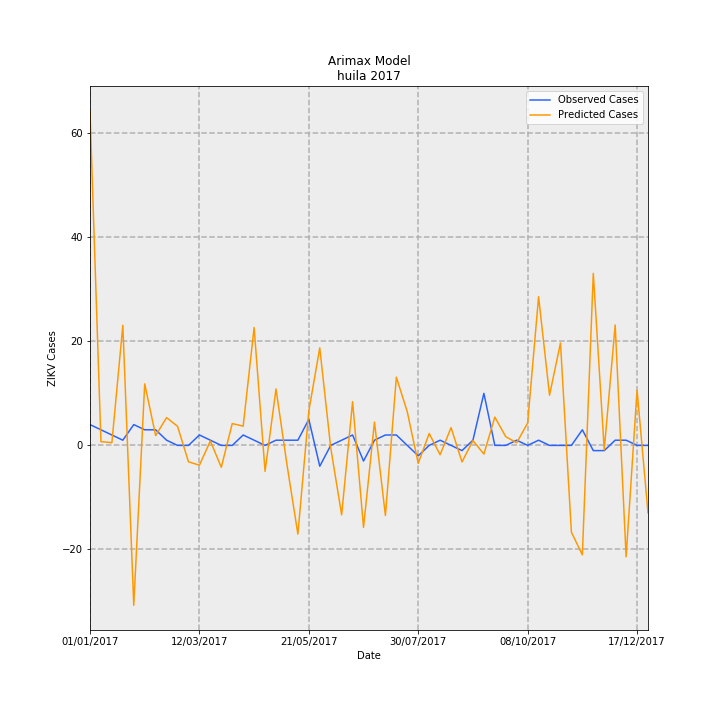 Arimax Model
huila 2017
Observed Cases
Predicted Cases
60
40
20
0
−20
ZIKV Cases
01/01/2017 12/03/2017 21/05/2017 30/07/2017 08/10/2017 17/12/2017
Date